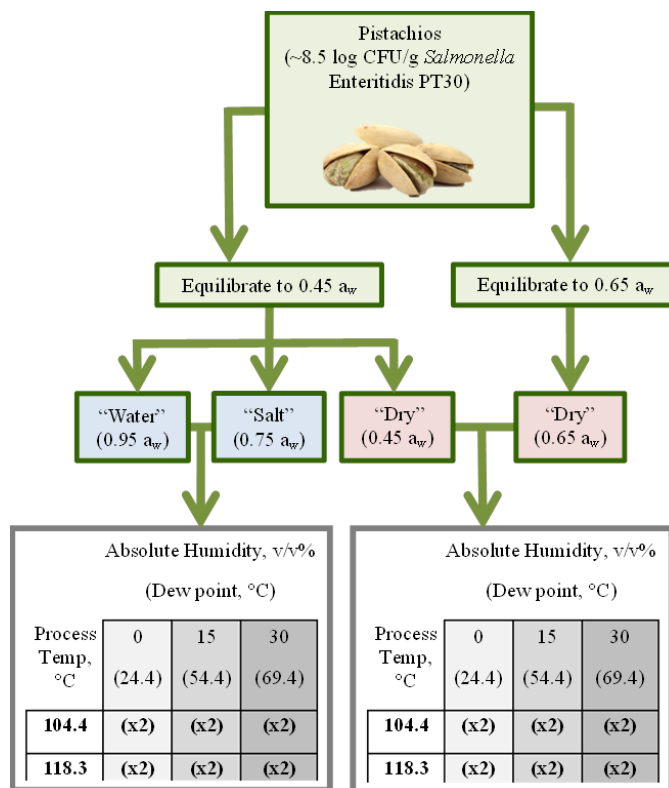 Pistachios
(~8.5 log CFU/g Salmonella
Enteritidis PT30)
Equilibrate to 0.45 aw
Equilibrate to 0.65 aw
“Water”
(0.95 aw)
“Salt”
(0.75 aw)
“Dry”
(0.45 aw)
“Dry”
(0.65 aw)
Absolute Humidity, v/v%
(Dew point, °C)
Process
Temp,
°C
0 15 30
(24.4) (54.4) (69.4)
104.4 (x2) (x2) (x2)
118.3 (x2) (x2) (x2)
Absolute Humidity, v/v%
(Dew point, °C)
Process
Temp,
°C
0 15 30
(24.4) (54.4) (69.4)
104.4 (x2) (x2) (x2)
118.3 (x2) (x2) (x2)